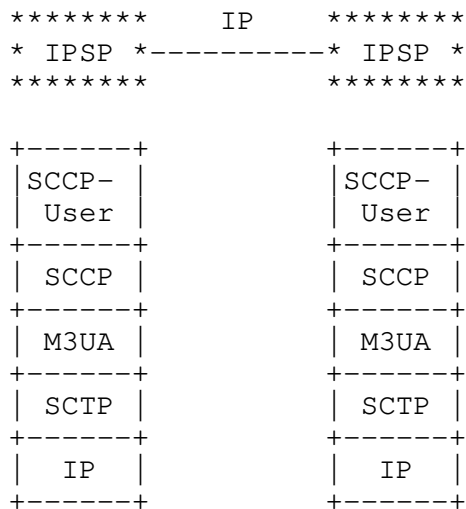 ********   IP   ********
* IPSP *----------* IPSP *
********        ********
+------+        +------+
|SCCP- |        |SCCP- |
| User |        | User |
+------+        +------+
| SCCP |        | SCCP |
+------+        +------+
| M3UA |        | M3UA |
+------+        +------+
| SCTP |        | SCTP |
+------+        +------+
|  IP  |        |  IP  |
+------+        +------+